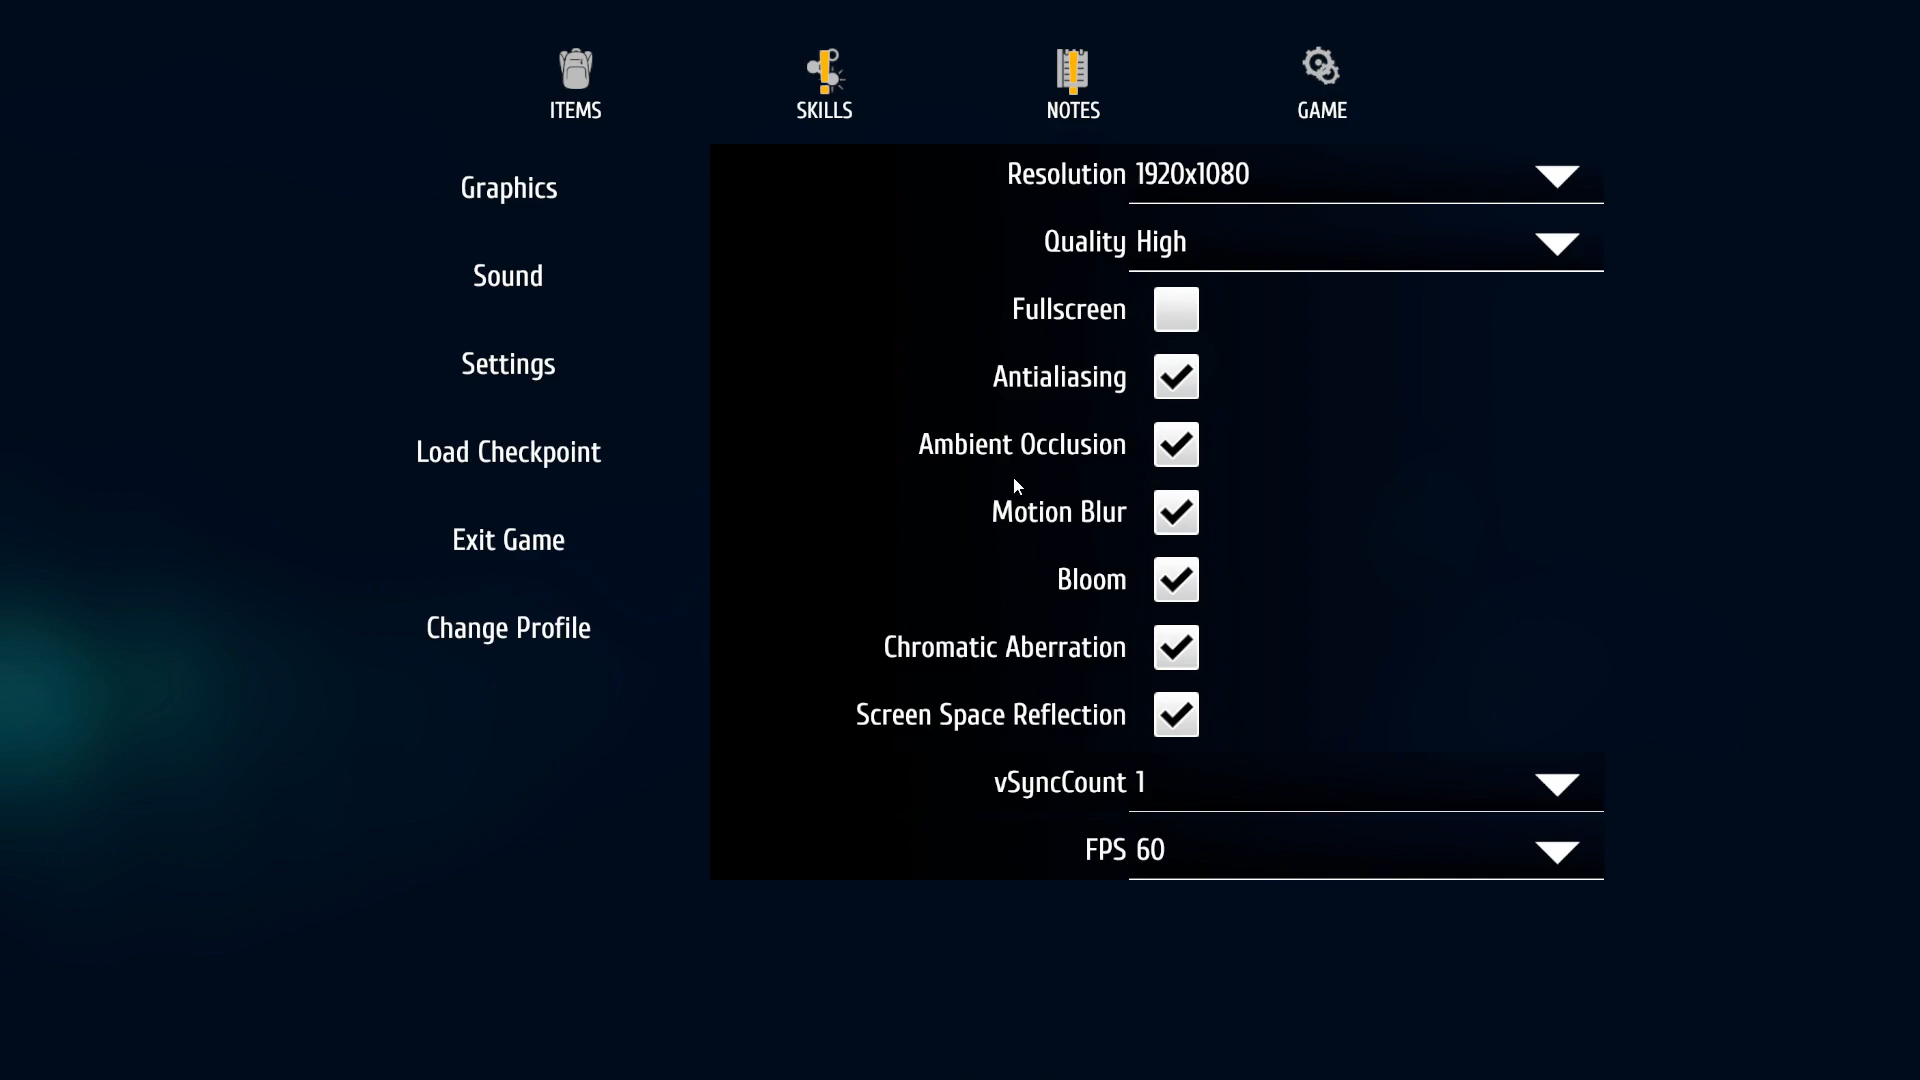 ITEMS SKILLS NOTES GAME
Graphics
Sound
Settings
Load Checkpoint
Exit Game
Change Profile
Resolution 1920x1080
Quality High
Fullscreen
Antialiasing
Ambient Occlusion
Motion Blur
Bloom
Chromatic Aberration
Screen Space Reflection
vSyncCount 1
FPS 60